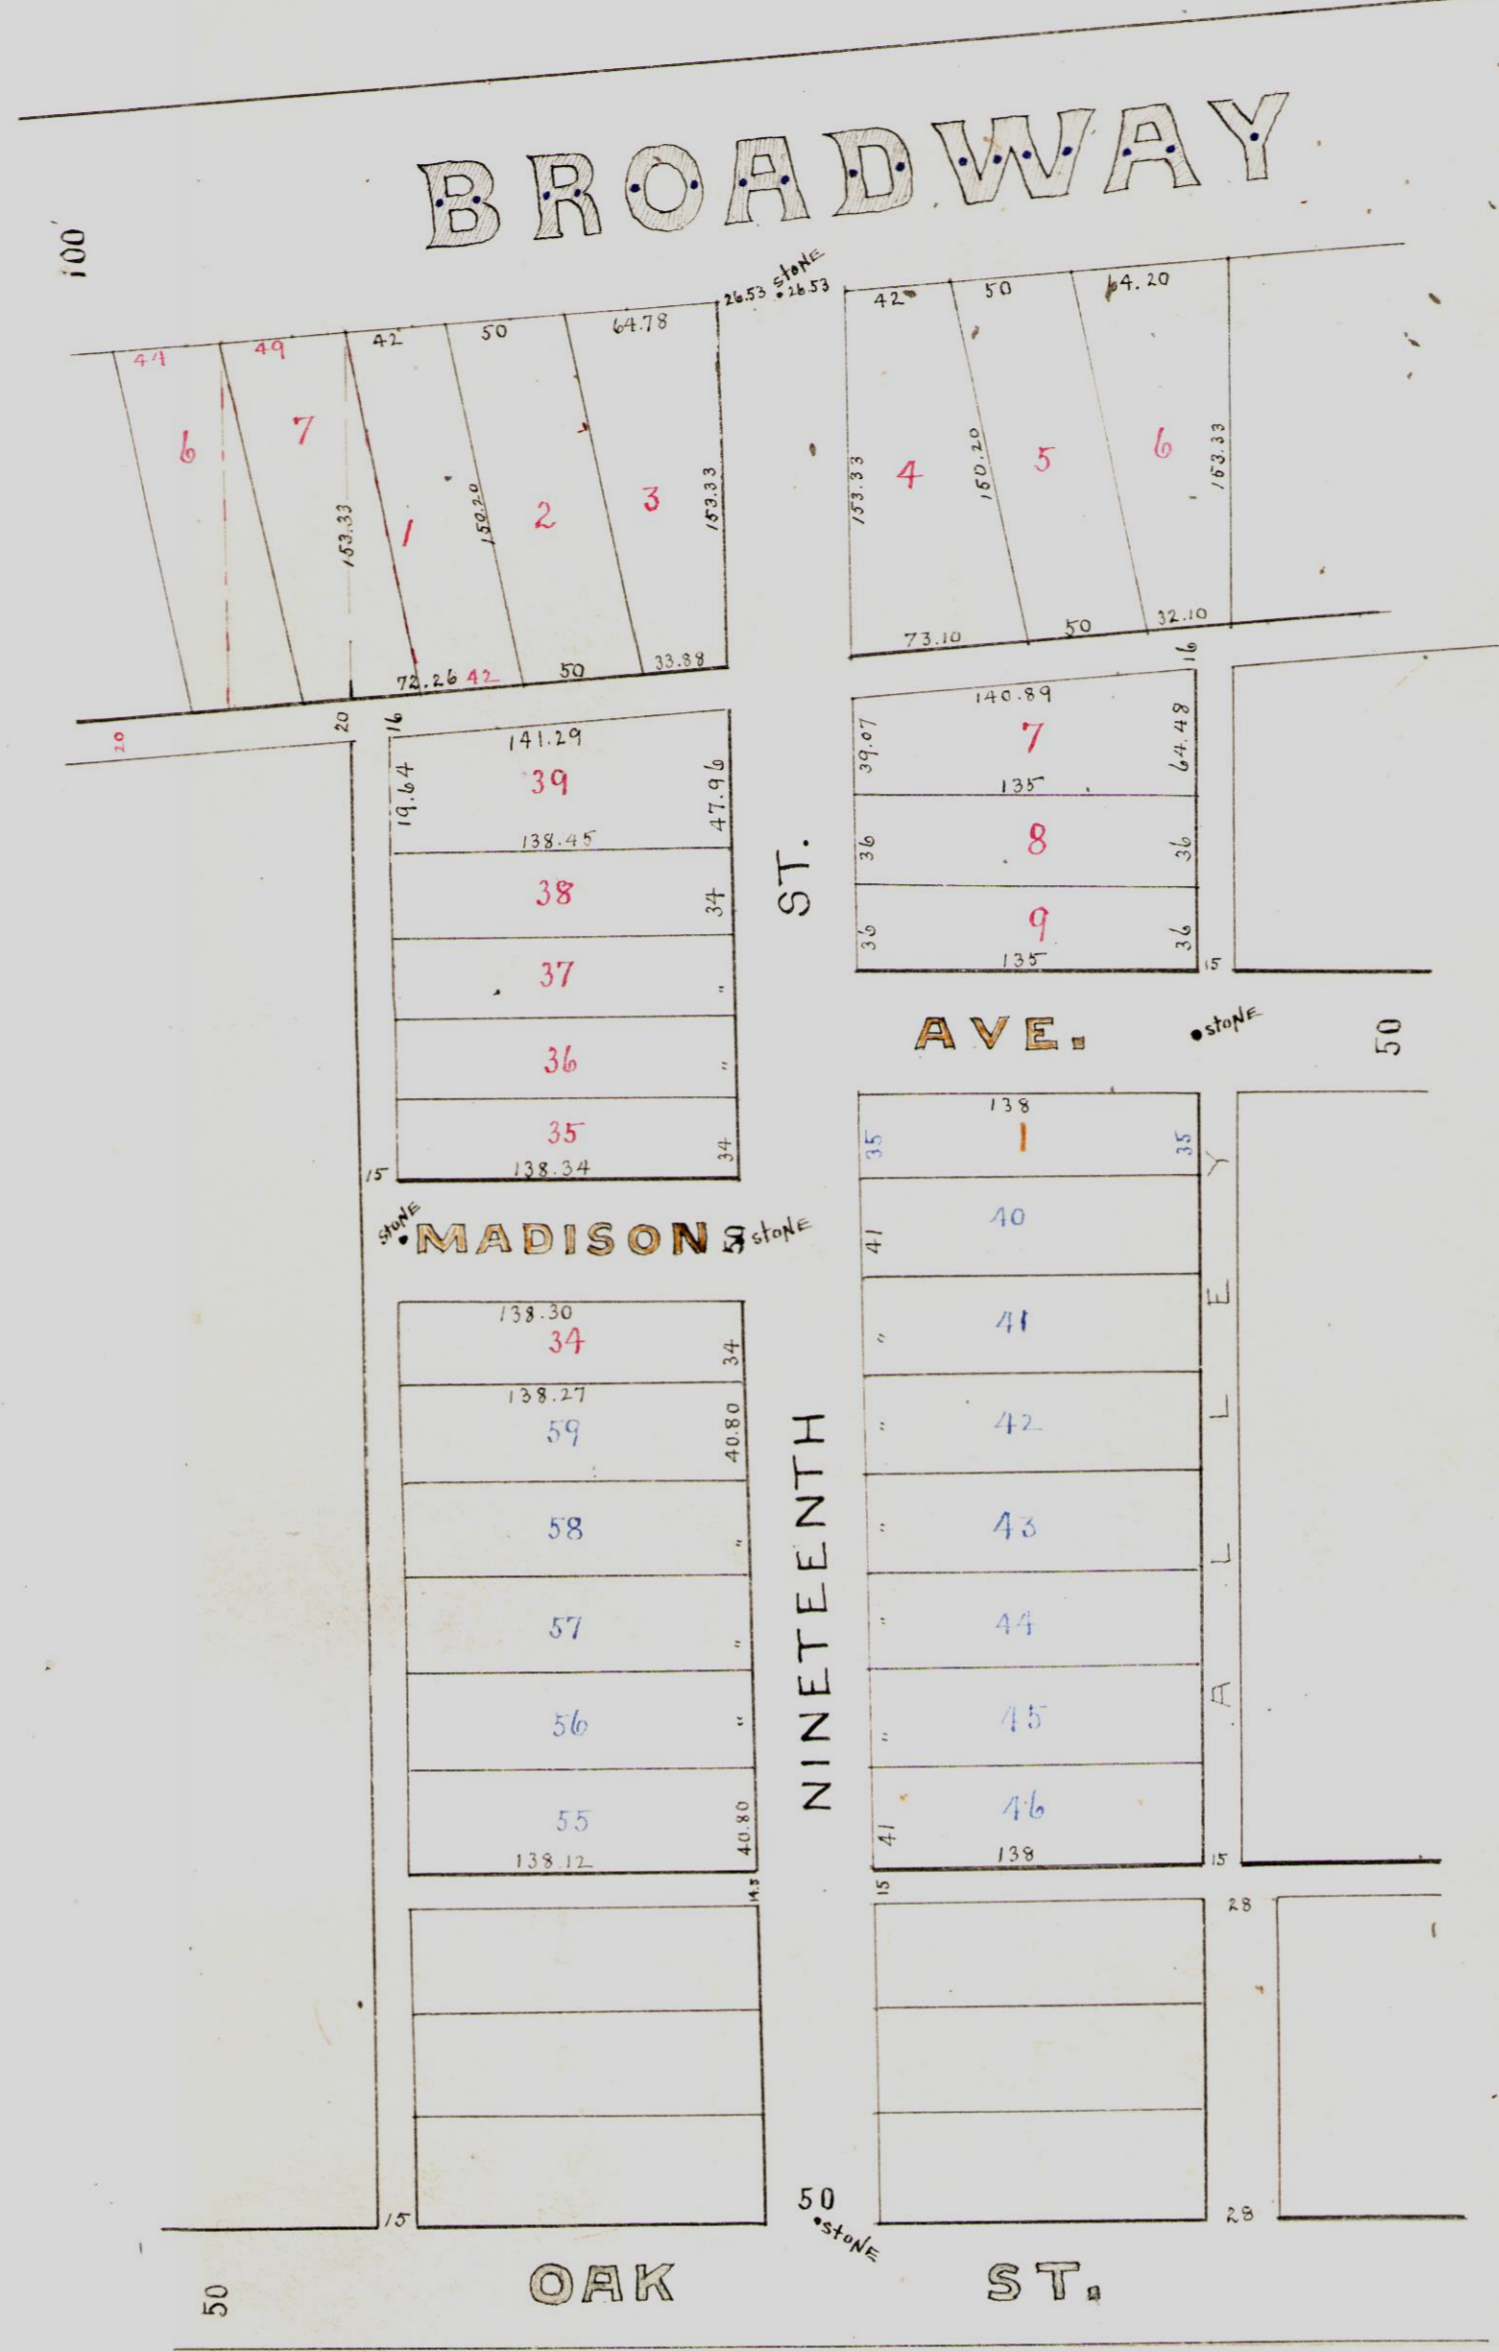 BROADWAY
100'
stone
26.53 26.53
44 49 42 50 64.78
42 50 64.20
6 7 1 2 3
4 5 6
153.33 150.20 153.33
153.33 150.20 153.33
72.26 42 50 33.88
73.10 50 32.10
20 20 16
16
141.29
19.64 39 47.96
138.45
38 34
37 "
36 "
35 34
15 138.34
140.89
39.07 7 64.48
135
36 8 36
36 9 36
135 15
ST.
AVE.
stone
50
stone
MADISON
stone
138.30
34 34
138.27
59 40.80
58 "
57 "
56 "
55 40.80
138.12
14.5
138
35 1 35
41 40
" 41
" 42
" 43
" 44
" 45
41 46
138 15
15
28
NINETEENTH
ALLEY
15
50
stone
28
50
OAK ST.